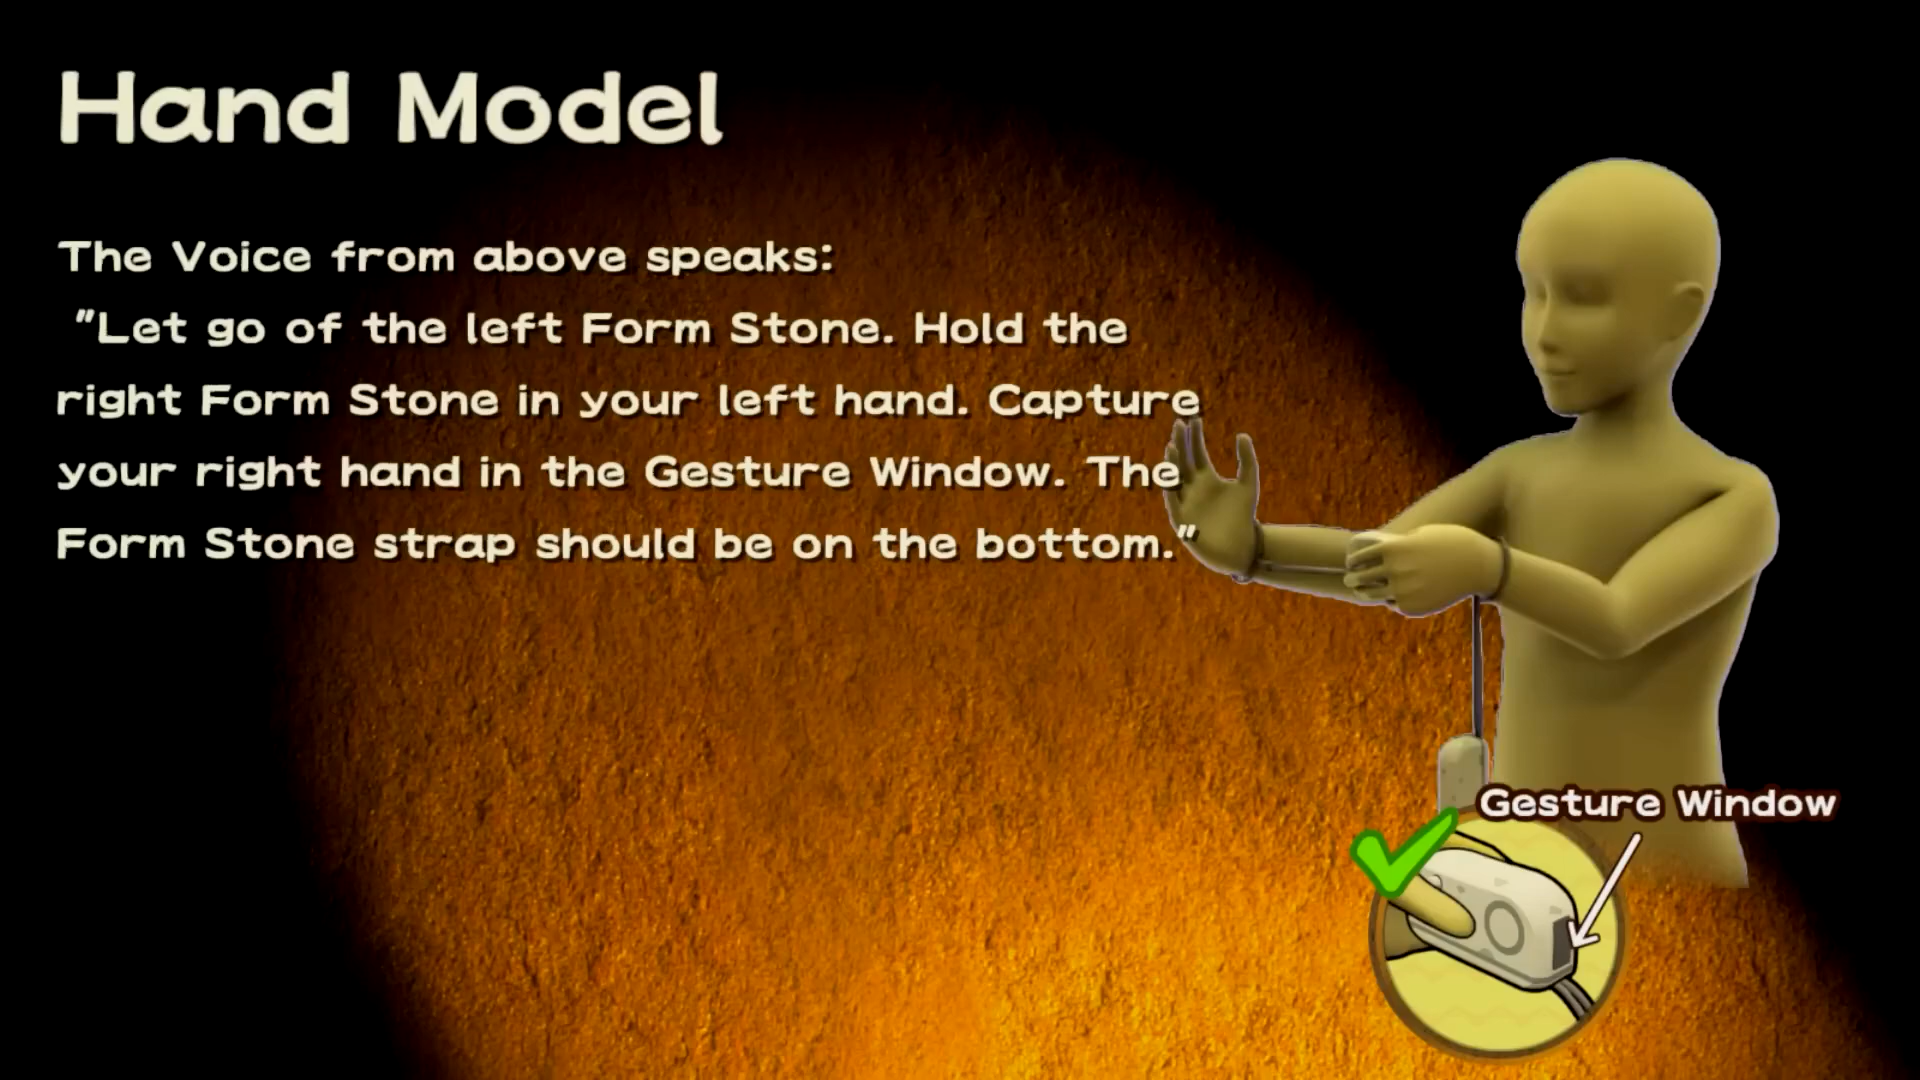 Hand Model
The Voice from above speaks:
"Let go of the left Form Stone. Hold the
right Form Stone in your left hand. Capture
your right hand in the Gesture Window. The
Form Stone strap should be on the bottom."
Gesture Window